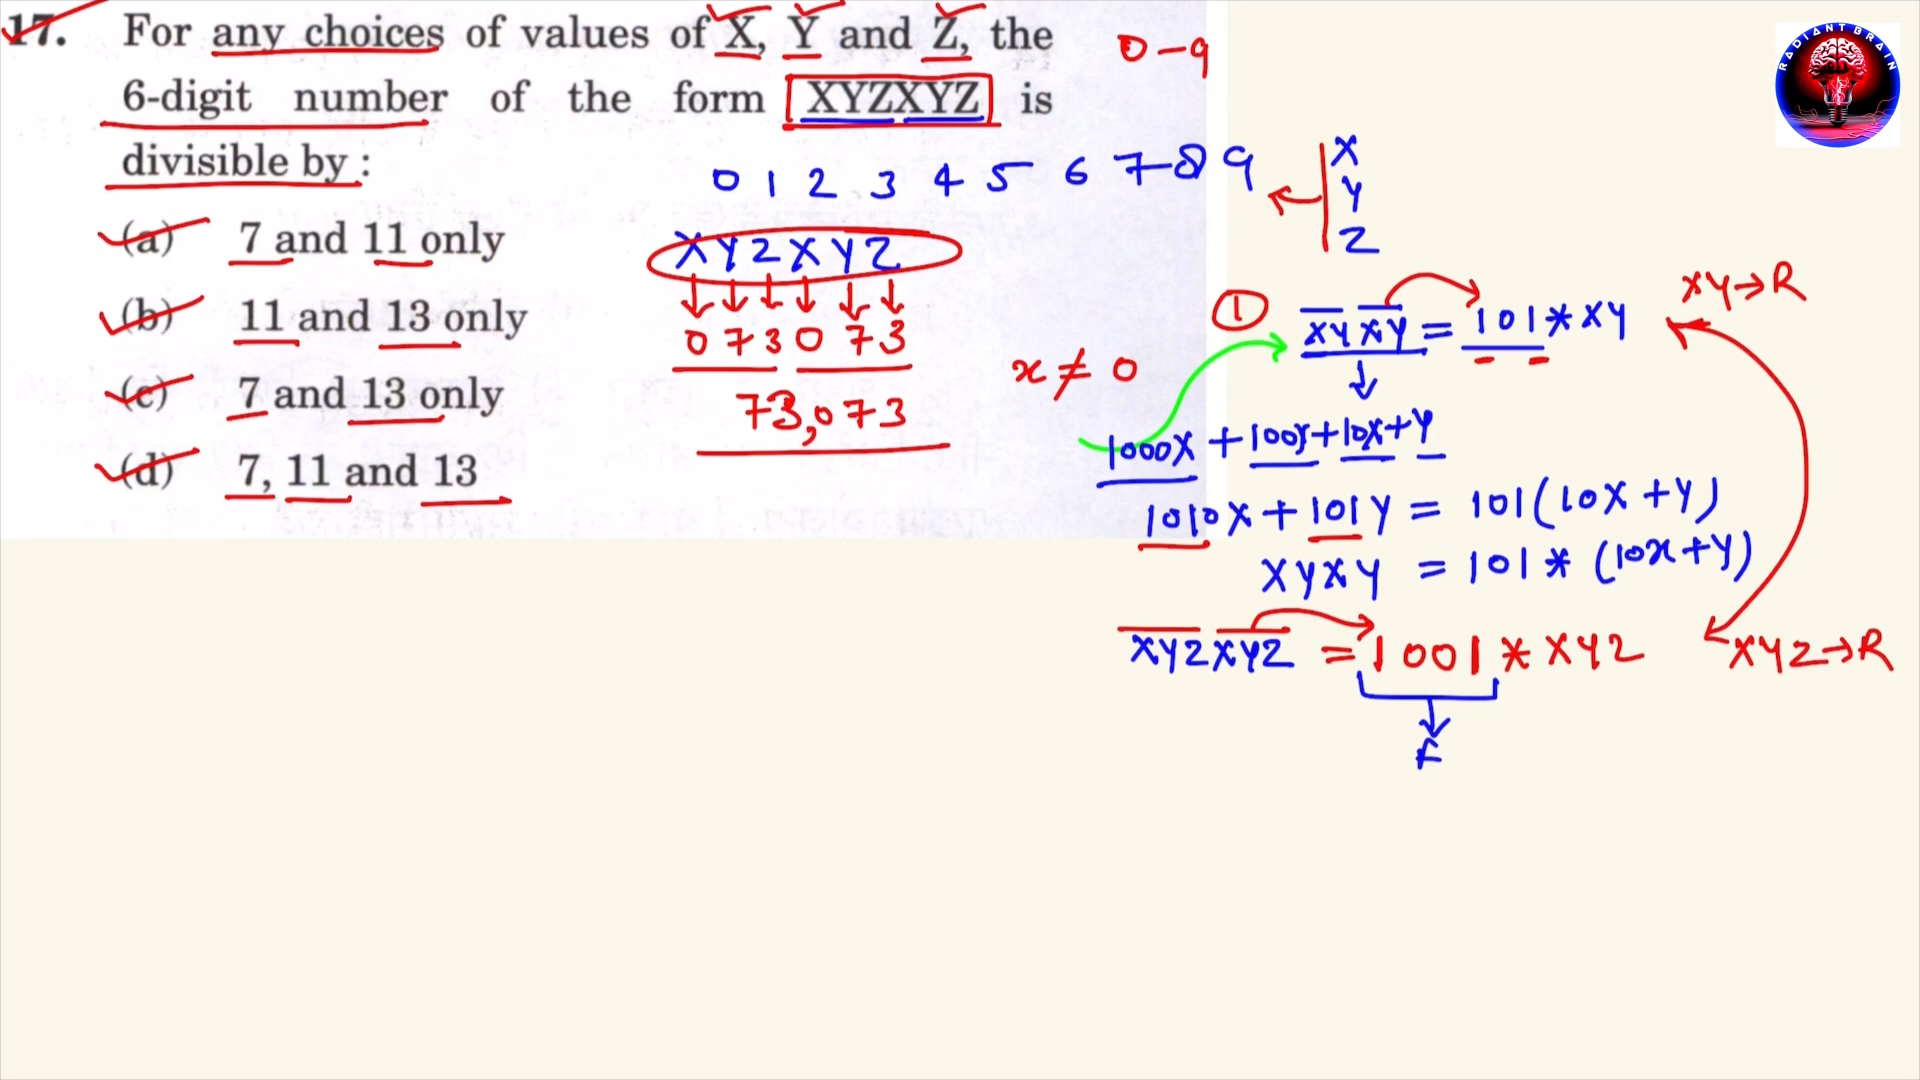 17. For any choices of values of X, Y and Z, the
6-digit number of the form XYZXYZ is
divisible by :
(a) 7 and 11 only
(b) 11 and 13 only
(c) 7 and 13 only
(d) 7, 11 and 13
0-9
0 1 2 3 4 5 6 7 8 9
X
Y
Z
XYZXYZ
0 7 3 0 7 3
73,073
x ≠ 0
1
XYXY = 101 * XY
XY → R
1000X + 100Y + 10X + Y
1010X + 101Y = 101(10X + Y)
XYXY = 101 * (10x + y)
XYZXYZ = 1001 * XYZ
XYZ → R
F
RADIANT BRAIN